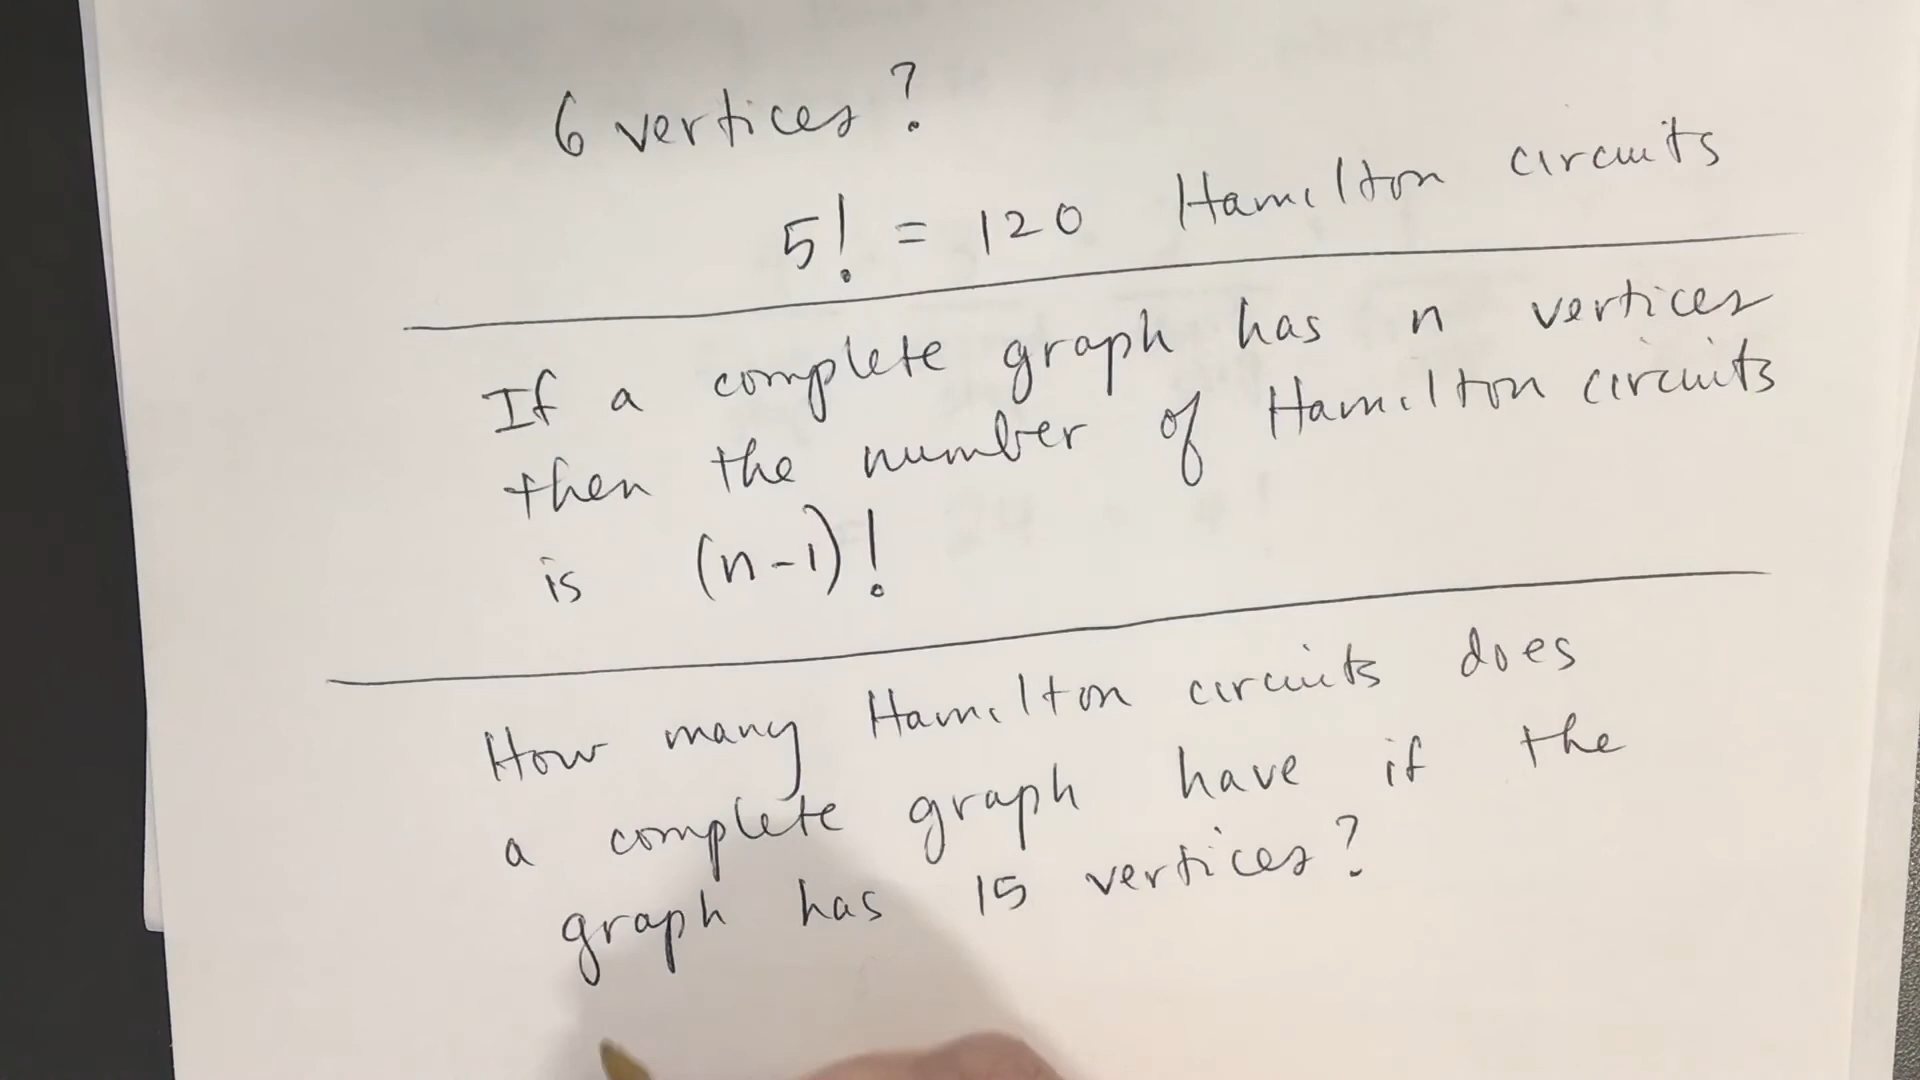 6 vertices?
5! = 120 Hamilton circuits
If a complete graph has n vertices
then the number of Hamilton circuits
is (n-1)!
How many Hamilton circuits does
a complete graph have if the
graph has 15 vertices?